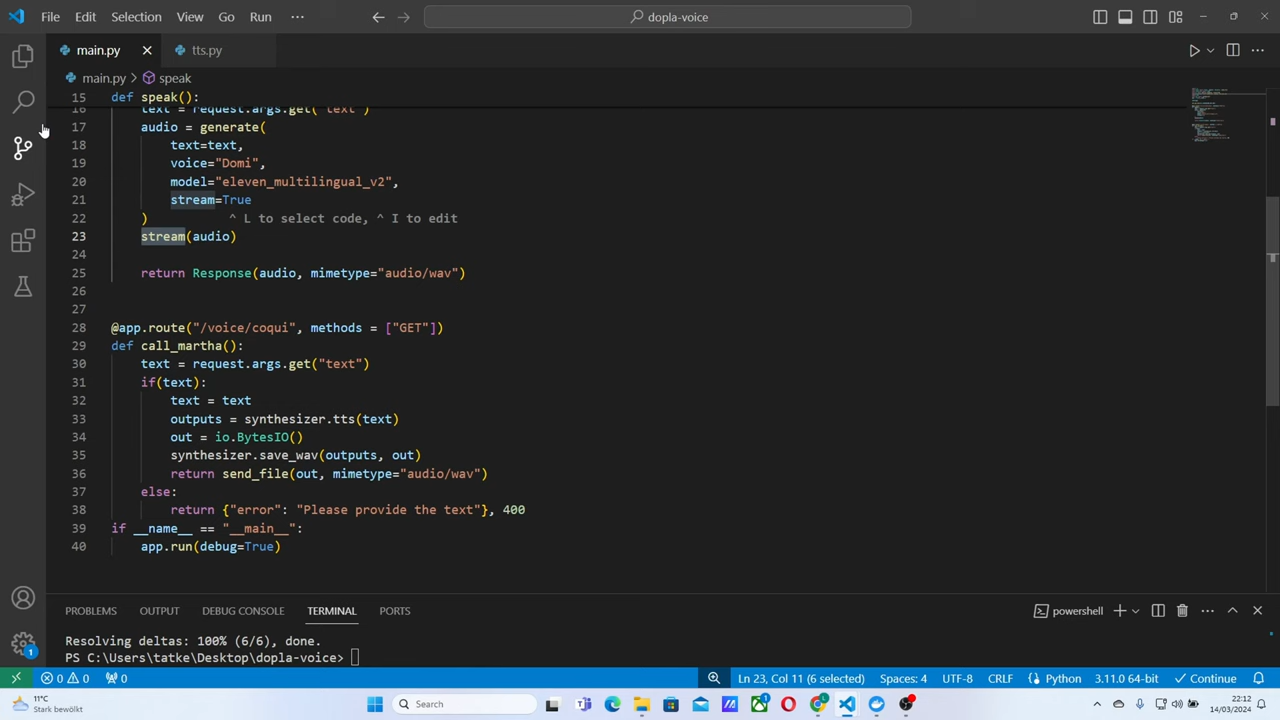 File Edit Selection View Go Run ··· dopla-voice
main.py tts.py
main.py > speak
15 def speak():
16 text = request.args.get("text")
17 audio = generate(
18 text=text,
19 voice="Domi",
20 model="eleven_multilingual_v2",
21 stream=True
22 ) ^ L to select code, ^ I to edit
23 stream(audio)
24
25 return Response(audio, mimetype="audio/wav")
26
27
28 @app.route("/voice/coqui", methods = ["GET"])
29 def call_martha():
30 text = request.args.get("text")
31 if(text):
32 text = text
33 outputs = synthesizer.tts(text)
34 out = io.BytesIO()
35 synthesizer.save_wav(outputs, out)
36 return send_file(out, mimetype="audio/wav")
37 else:
38 return {"error": "Please provide the text"}, 400
39 if __name__ == "__main__":
40 app.run(debug=True)
PROBLEMS OUTPUT DEBUG CONSOLE TERMINAL PORTS powershell
Resolving deltas: 100% (6/6), done.
PS C:\Users\tatke\Desktop\dopla-voice>
1
0 0 0 Ln 23, Col 11 (6 selected) Spaces: 4 UTF-8 CRLF Python 3.11.0 64-bit Continue
11°C
Stark bewölkt
Search
22:12
14/03/2024